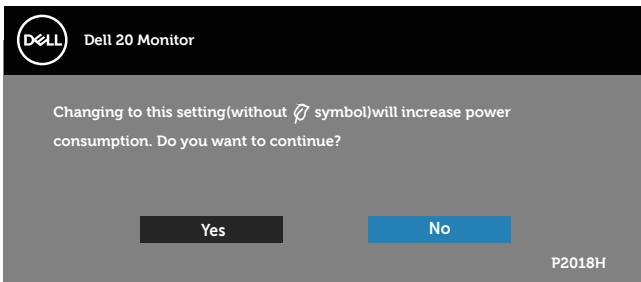 DELL
Dell 20 Monitor
Changing to this setting(without symbol)will increase power
consumption. Do you want to continue?
Yes
No
P2018H